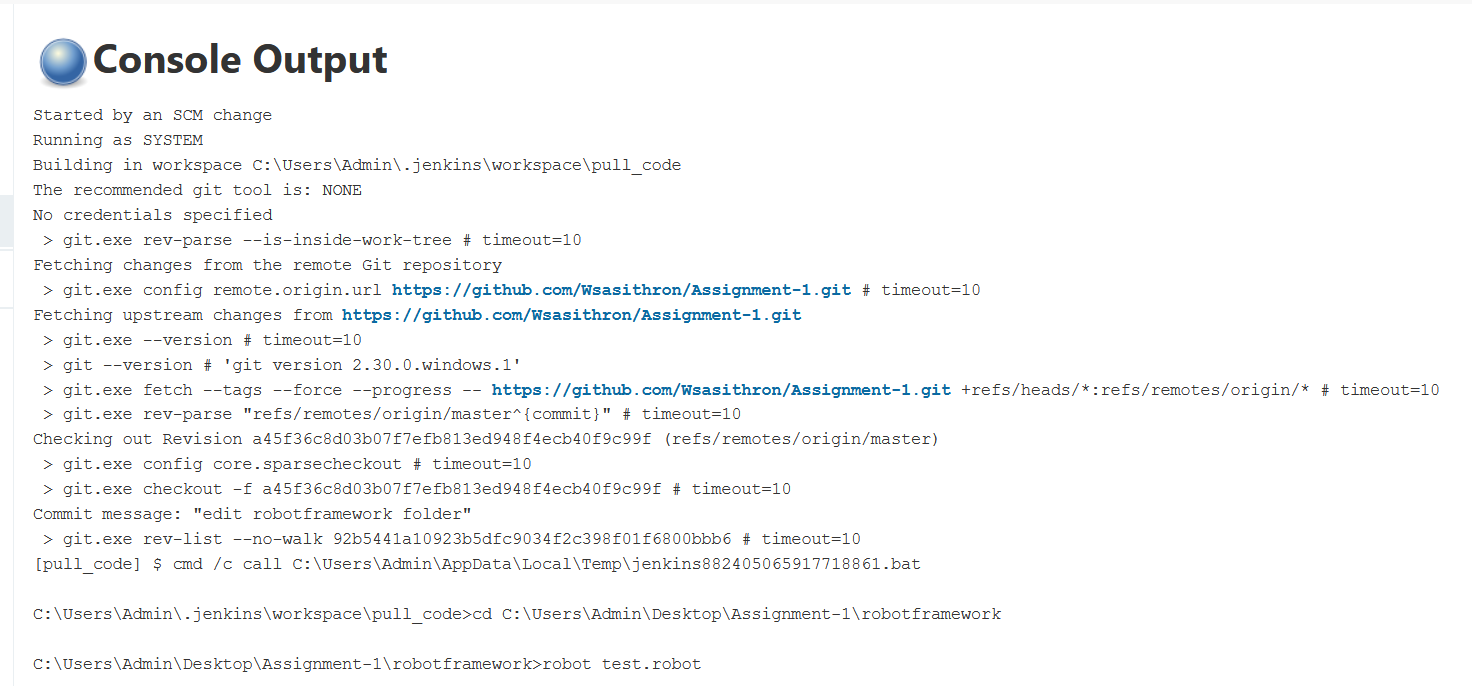 Console Output
Started by an SCM change
Running as SYSTEM
Building in workspace C:\Users\Admin\.jenkins\workspace\pull_code
The recommended git tool is: NONE
No credentials specified
 > git.exe rev-parse --is-inside-work-tree # timeout=10
Fetching changes from the remote Git repository
 > git.exe config remote.origin.url https://github.com/Wsasithron/Assignment-1.git # timeout=10
Fetching upstream changes from https://github.com/Wsasithron/Assignment-1.git
 > git.exe --version # timeout=10
 > git --version # 'git version 2.30.0.windows.1'
 > git.exe fetch --tags --force --progress -- https://github.com/Wsasithron/Assignment-1.git +refs/heads/*:refs/remotes/origin/* # timeout=10
 > git.exe rev-parse "refs/remotes/origin/master^{commit}" # timeout=10
Checking out Revision a45f36c8d03b07f7efb813ed948f4ecb40f9c99f (refs/remotes/origin/master)
 > git.exe config core.sparsecheckout # timeout=10
 > git.exe checkout -f a45f36c8d03b07f7efb813ed948f4ecb40f9c99f # timeout=10
Commit message: "edit robotframework folder"
 > git.exe rev-list --no-walk 92b5441a10923b5dfc9034f2c398f01f6800bbb6 # timeout=10
[pull_code] $ cmd /c call C:\Users\Admin\AppData\Local\Temp\jenkins882405065917718861.bat
C:\Users\Admin\.jenkins\workspace\pull_code>cd C:\Users\Admin\Desktop\Assignment-1\robotframework
C:\Users\Admin\Desktop\Assignment-1\robotframework>robot test.robot